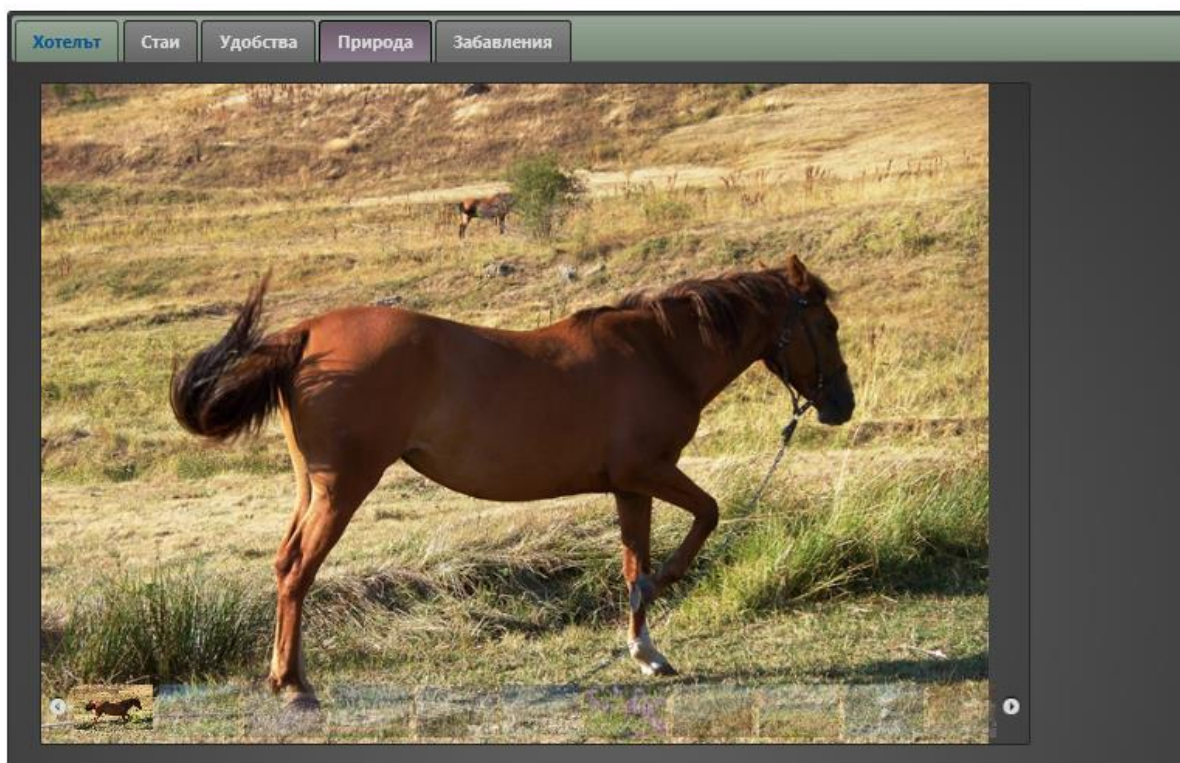 Хотелът
Стаи
Удобства
Природа
Забавления